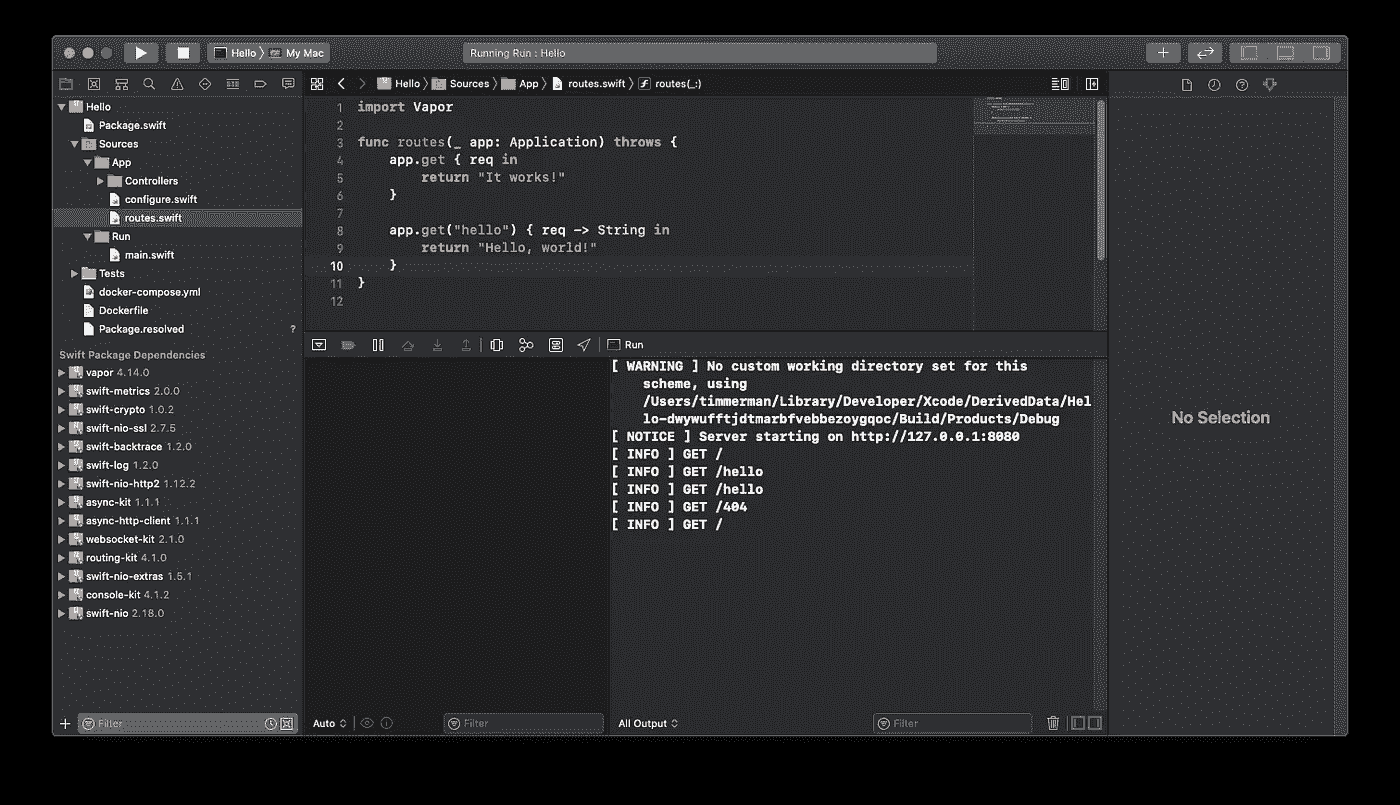 Hello 〉 My Mac
Running Run : Hello
Hello 〉 Sources 〉 App 〉 routes.swift 〉 routes(_:)
Hello
Package.swift
Sources
App
Controllers
configure.swift
routes.swift
Run
main.swift
Tests
docker-compose.yml
Dockerfile
Package.resolved ?
Swift Package Dependencies
vapor 4.14.0
swift-metrics 2.0.0
swift-crypto 1.0.2
swift-nio-ssl 2.7.5
swift-backtrace 1.2.0
swift-log 1.2.0
swift-nio-http2 1.12.2
async-kit 1.1.1
async-http-client 1.1.1
websocket-kit 2.1.0
routing-kit 4.1.0
swift-nio-extras 1.5.1
console-kit 4.1.2
swift-nio 2.18.0
Filter
1 import Vapor
2
3 func routes(_ app: Application) throws {
4 app.get { req in
5 return "It works!"
6 }
7
8 app.get("hello") { req -> String in
9 return "Hello, world!"
10 }
11 }
12
Run
[ WARNING ] No custom working directory set for this
scheme, using
/Users/timmerman/Library/Developer/Xcode/DerivedData/Hel
lo-dwywufftjdtmarbfvebbezoygqoc/Build/Products/Debug
[ NOTICE ] Server starting on http://127.0.0.1:8080
[ INFO ] GET /
[ INFO ] GET /hello
[ INFO ] GET /hello
[ INFO ] GET /404
[ INFO ] GET /
Auto
Filter
All Output
Filter
No Selection